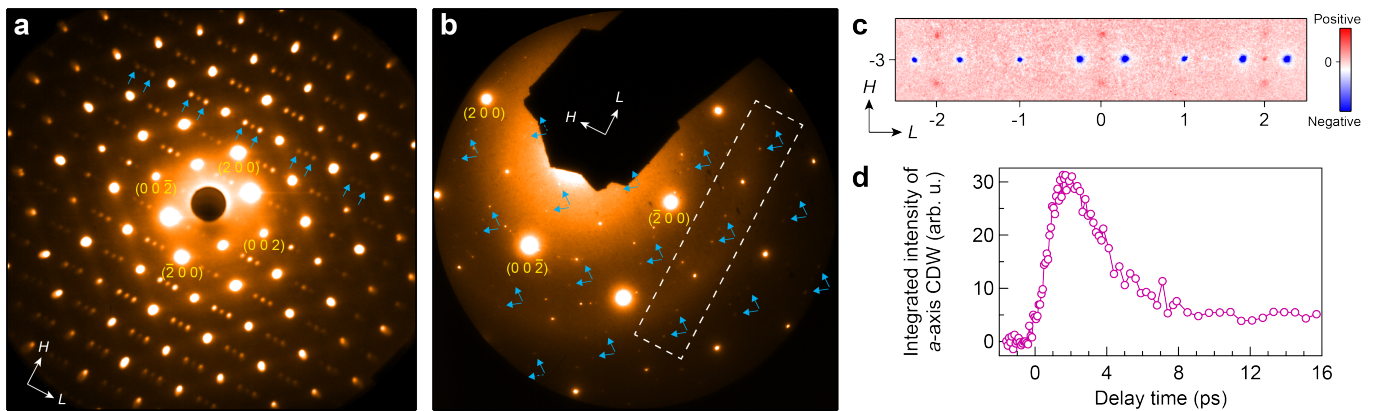 a
(2 0 0)
(0 0 2̅)
(0 0 2)
(2̅ 0 0)
H
L
b
(2 0 0)
L
H
(2̅ 0 0)
(0 0 2̅)
c
Positive
0
Negative
-3
H
L
-2
-1
0
1
2
d
Integrated intensity of
a-axis CDW (arb. u.)
30
20
10
0
0
4
8
12
16
Delay time (ps)